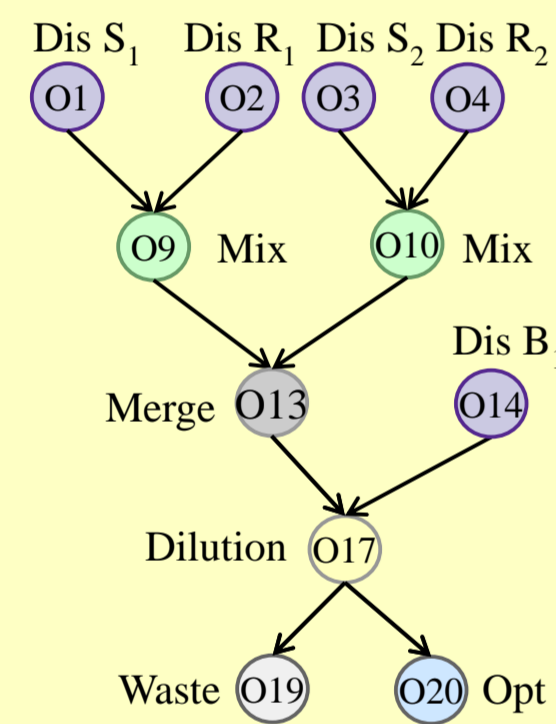 Dis S₁ Dis R₁ Dis S₂ Dis R₂
O1 O2 O3 O4
O9 Mix O10 Mix
Dis B
Merge O13 O14
Dilution O17
Waste O19 O20 Opt